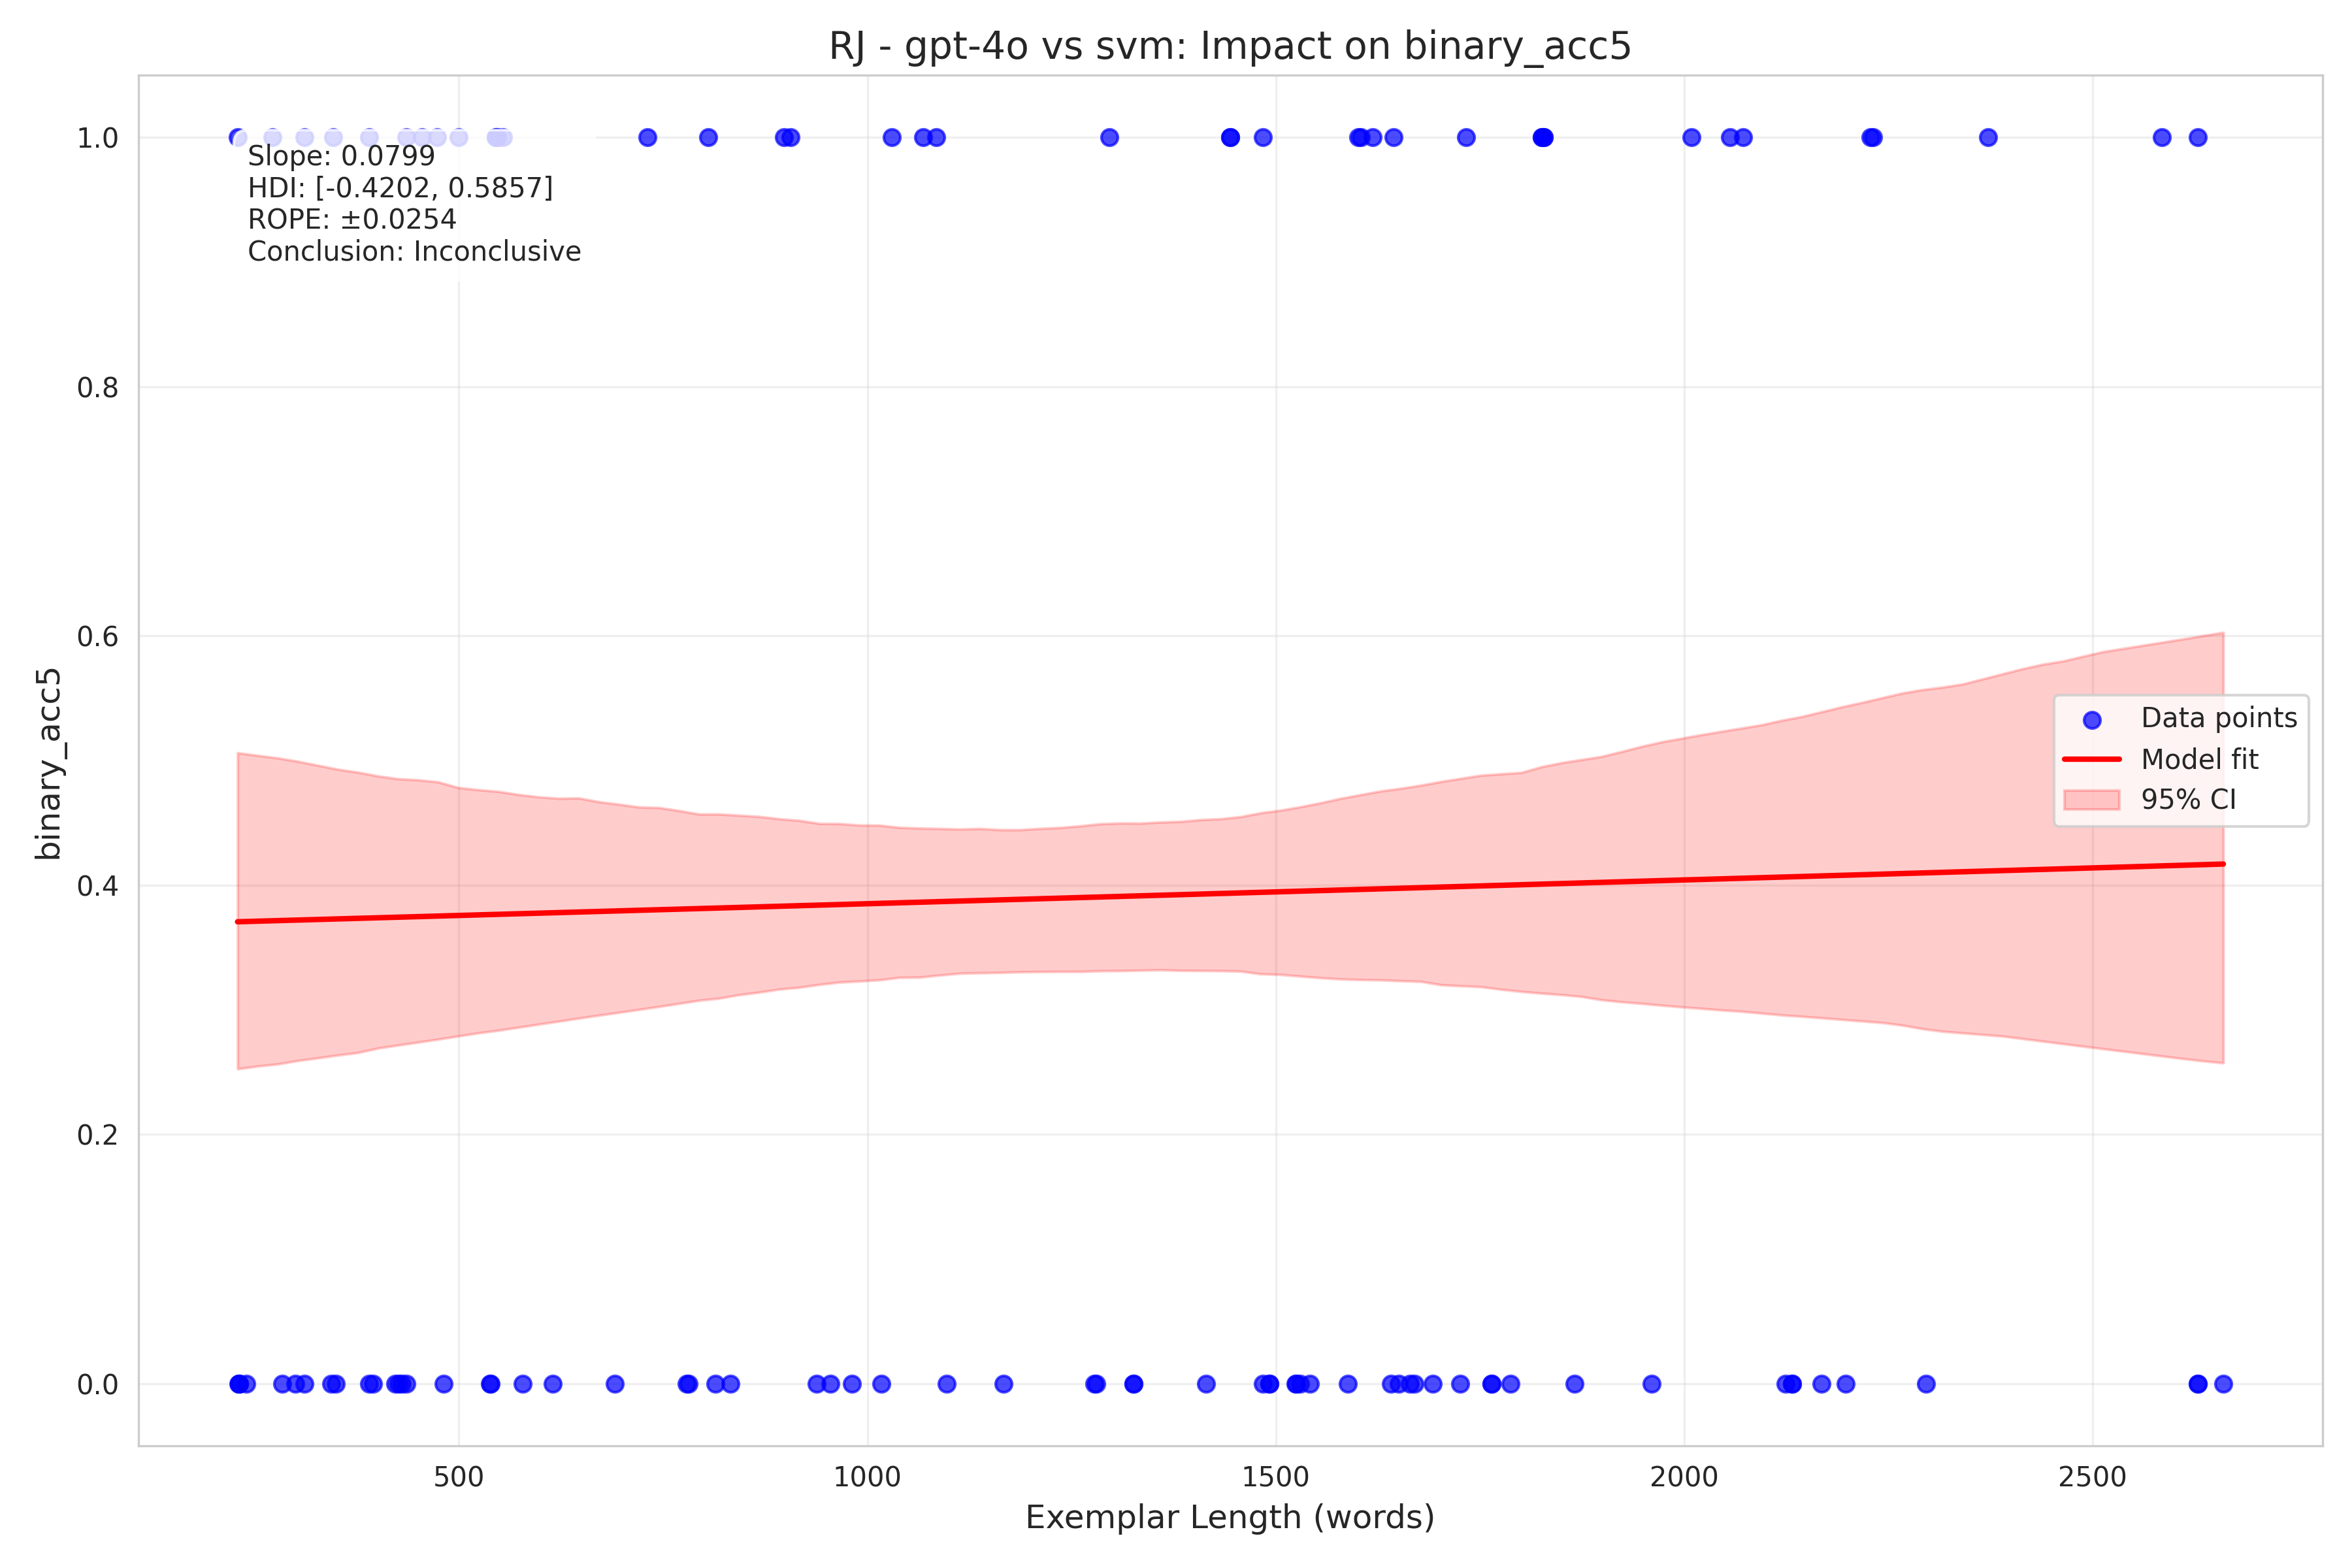 RJ - gpt-4o vs svm: Impact on binary_acc5
1.0
0.8
0.6
0.4
0.2
0.0
binary_acc5
Slope: 0.0799
HDI: [-0.4202, 0.5857]
ROPE: ±0.0254
Conclusion: Inconclusive
Data points
Model fit
95% CI
500
1000
1500
2000
2500
Exemplar Length (words)